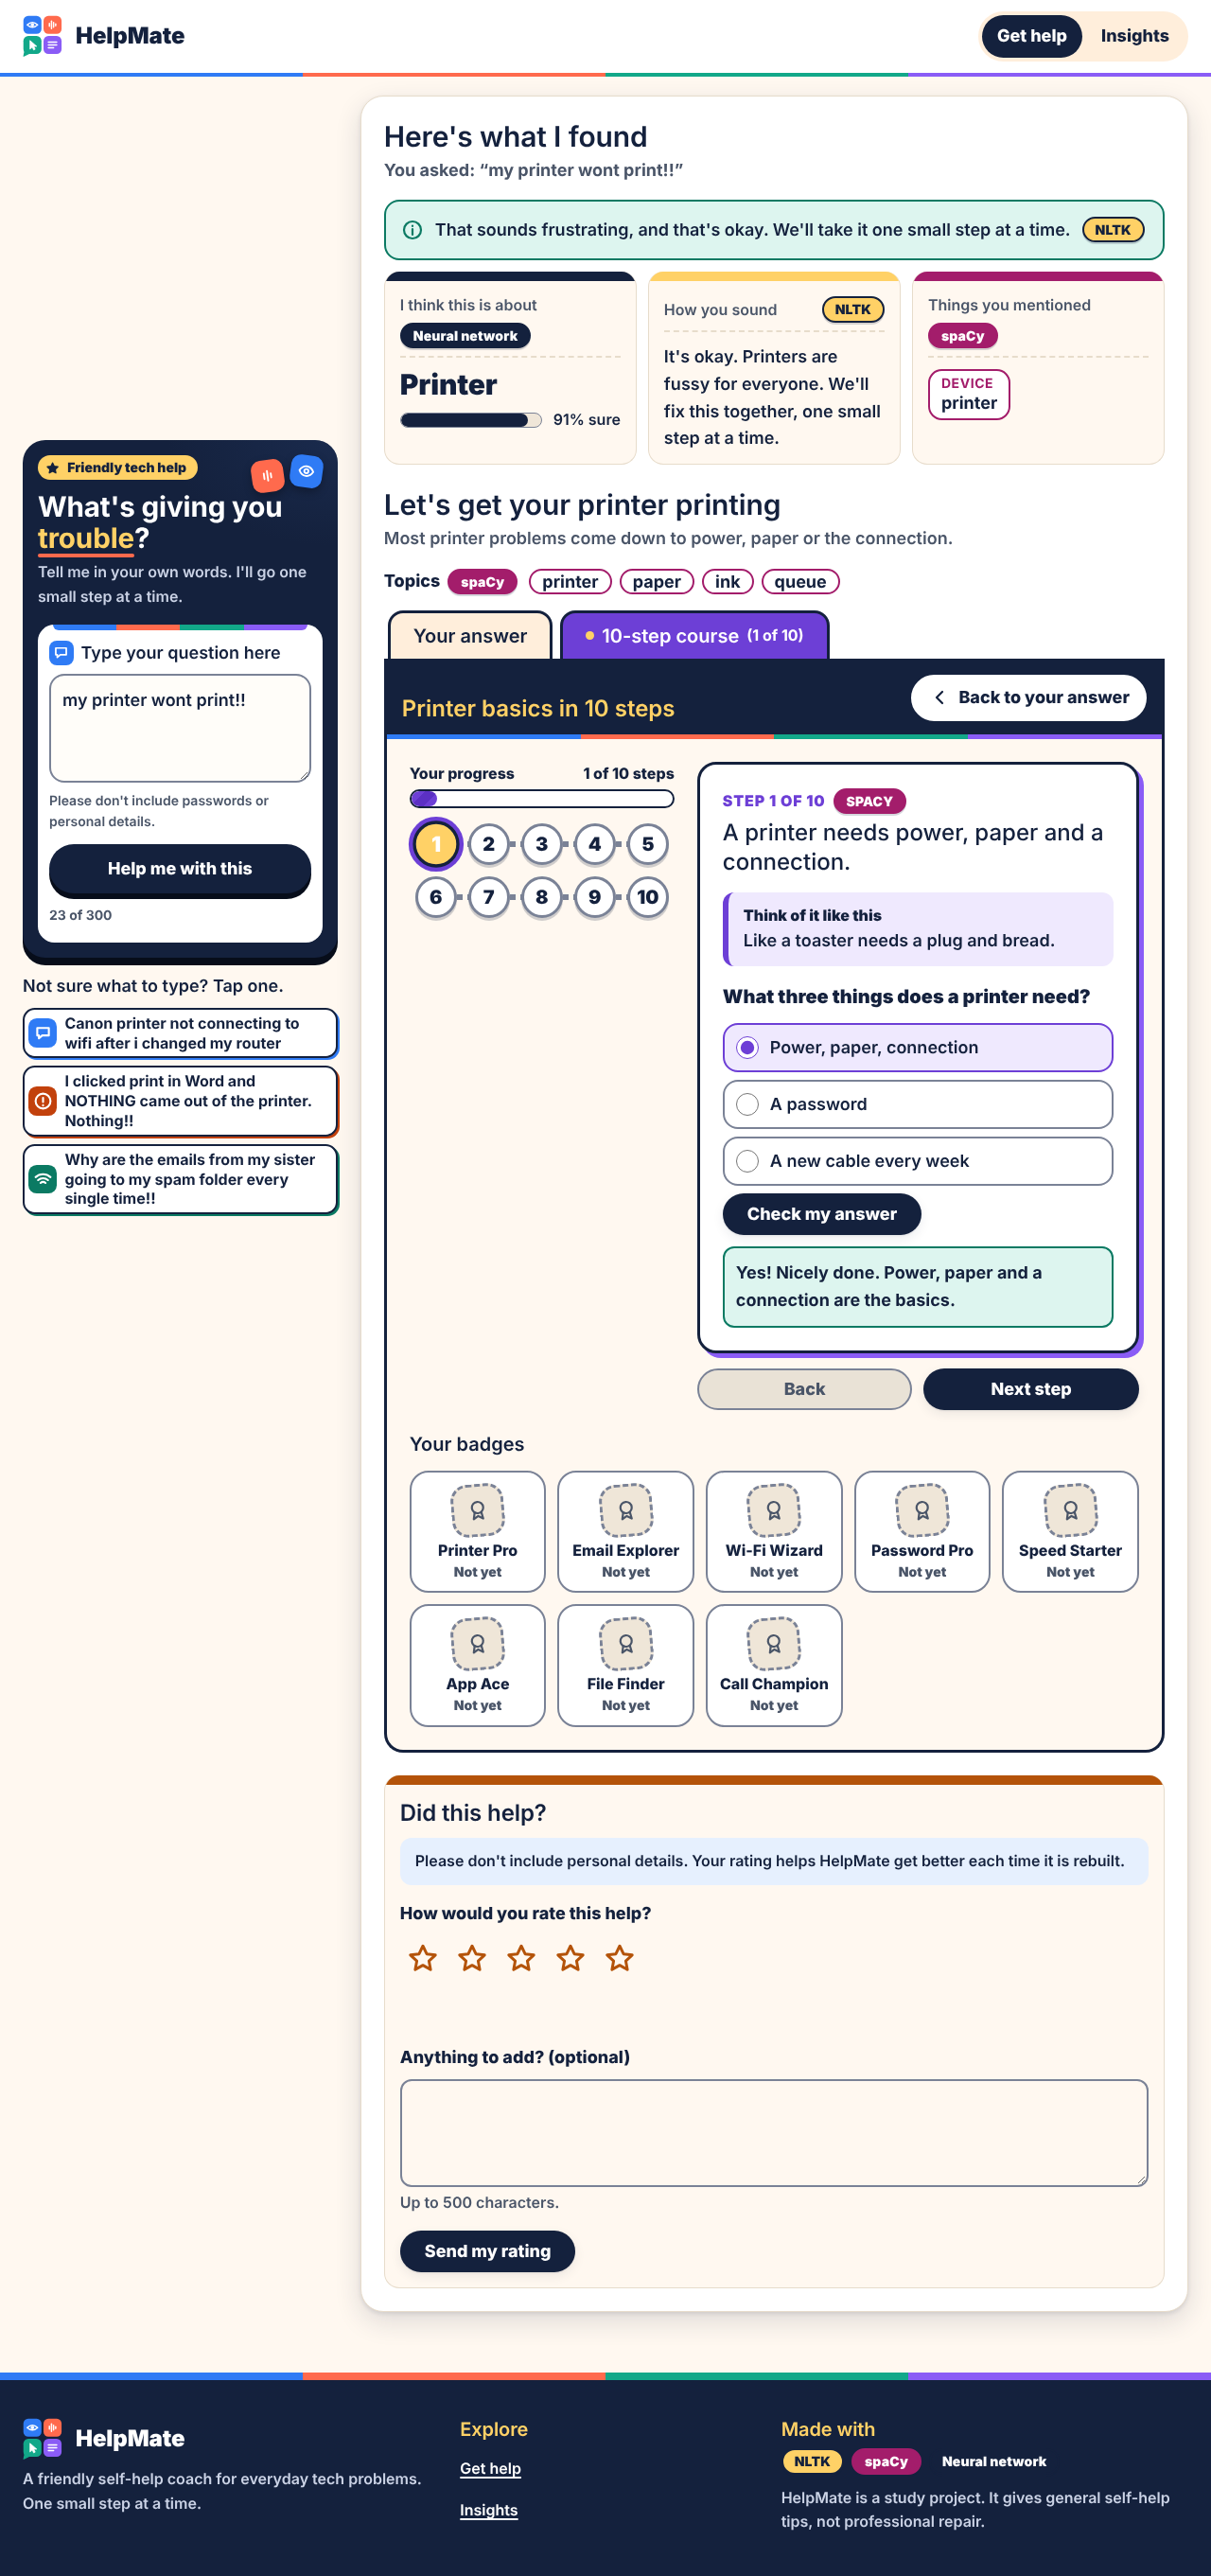 HelpMate
Get help
Insights
Here's what I found
You asked: “my printer wont print!!”
That sounds frustrating, and that's okay. We'll take it one small step at a time.
NLTK
I think this is about
Neural network
Printer
91% sure
How you sound
NLTK
It's okay. Printers are
fussy for everyone. We'll
fix this together, one small
step at a time.
Things you mentioned
spaCy
DEVICE
printer
Friendly tech help
What's giving you
trouble?
Tell me in your own words. I'll go one
small step at a time.
Type your question here
my printer wont print!!
Please don't include passwords or
personal details.
Help me with this
23 of 300
Not sure what to type? Tap one.
Canon printer not connecting to
wifi after i changed my router
I clicked print in Word and
NOTHING came out of the printer.
Nothing!!
Why are the emails from my sister
going to my spam folder every
single time!!
Let's get your printer printing
Most printer problems come down to power, paper or the connection.
Topics spaCy printer paper ink queue
Your answer
10-step course (1 of 10)
Printer basics in 10 steps
Back to your answer
Your progress
1 of 10 steps
1 2 3 4 5
6 7 8 9 10
STEP 1 OF 10 SPACY
A printer needs power, paper and a
connection.
Think of it like this
Like a toaster needs a plug and bread.
What three things does a printer need?
Power, paper, connection
A password
A new cable every week
Check my answer
Yes! Nicely done. Power, paper and a
connection are the basics.
Back
Next step
Your badges
Printer Pro
Not yet
Email Explorer
Not yet
Wi-Fi Wizard
Not yet
Password Pro
Not yet
Speed Starter
Not yet
App Ace
Not yet
File Finder
Not yet
Call Champion
Not yet
Did this help?
Please don't include personal details. Your rating helps HelpMate get better each time it is rebuilt.
How would you rate this help?
Anything to add? (optional)
Up to 500 characters.
Send my rating
HelpMate
A friendly self-help coach for everyday tech problems.
One small step at a time.
Explore
Get help
Insights
Made with
NLTK spaCy Neural network
HelpMate is a study project. It gives general self-help
tips, not professional repair.